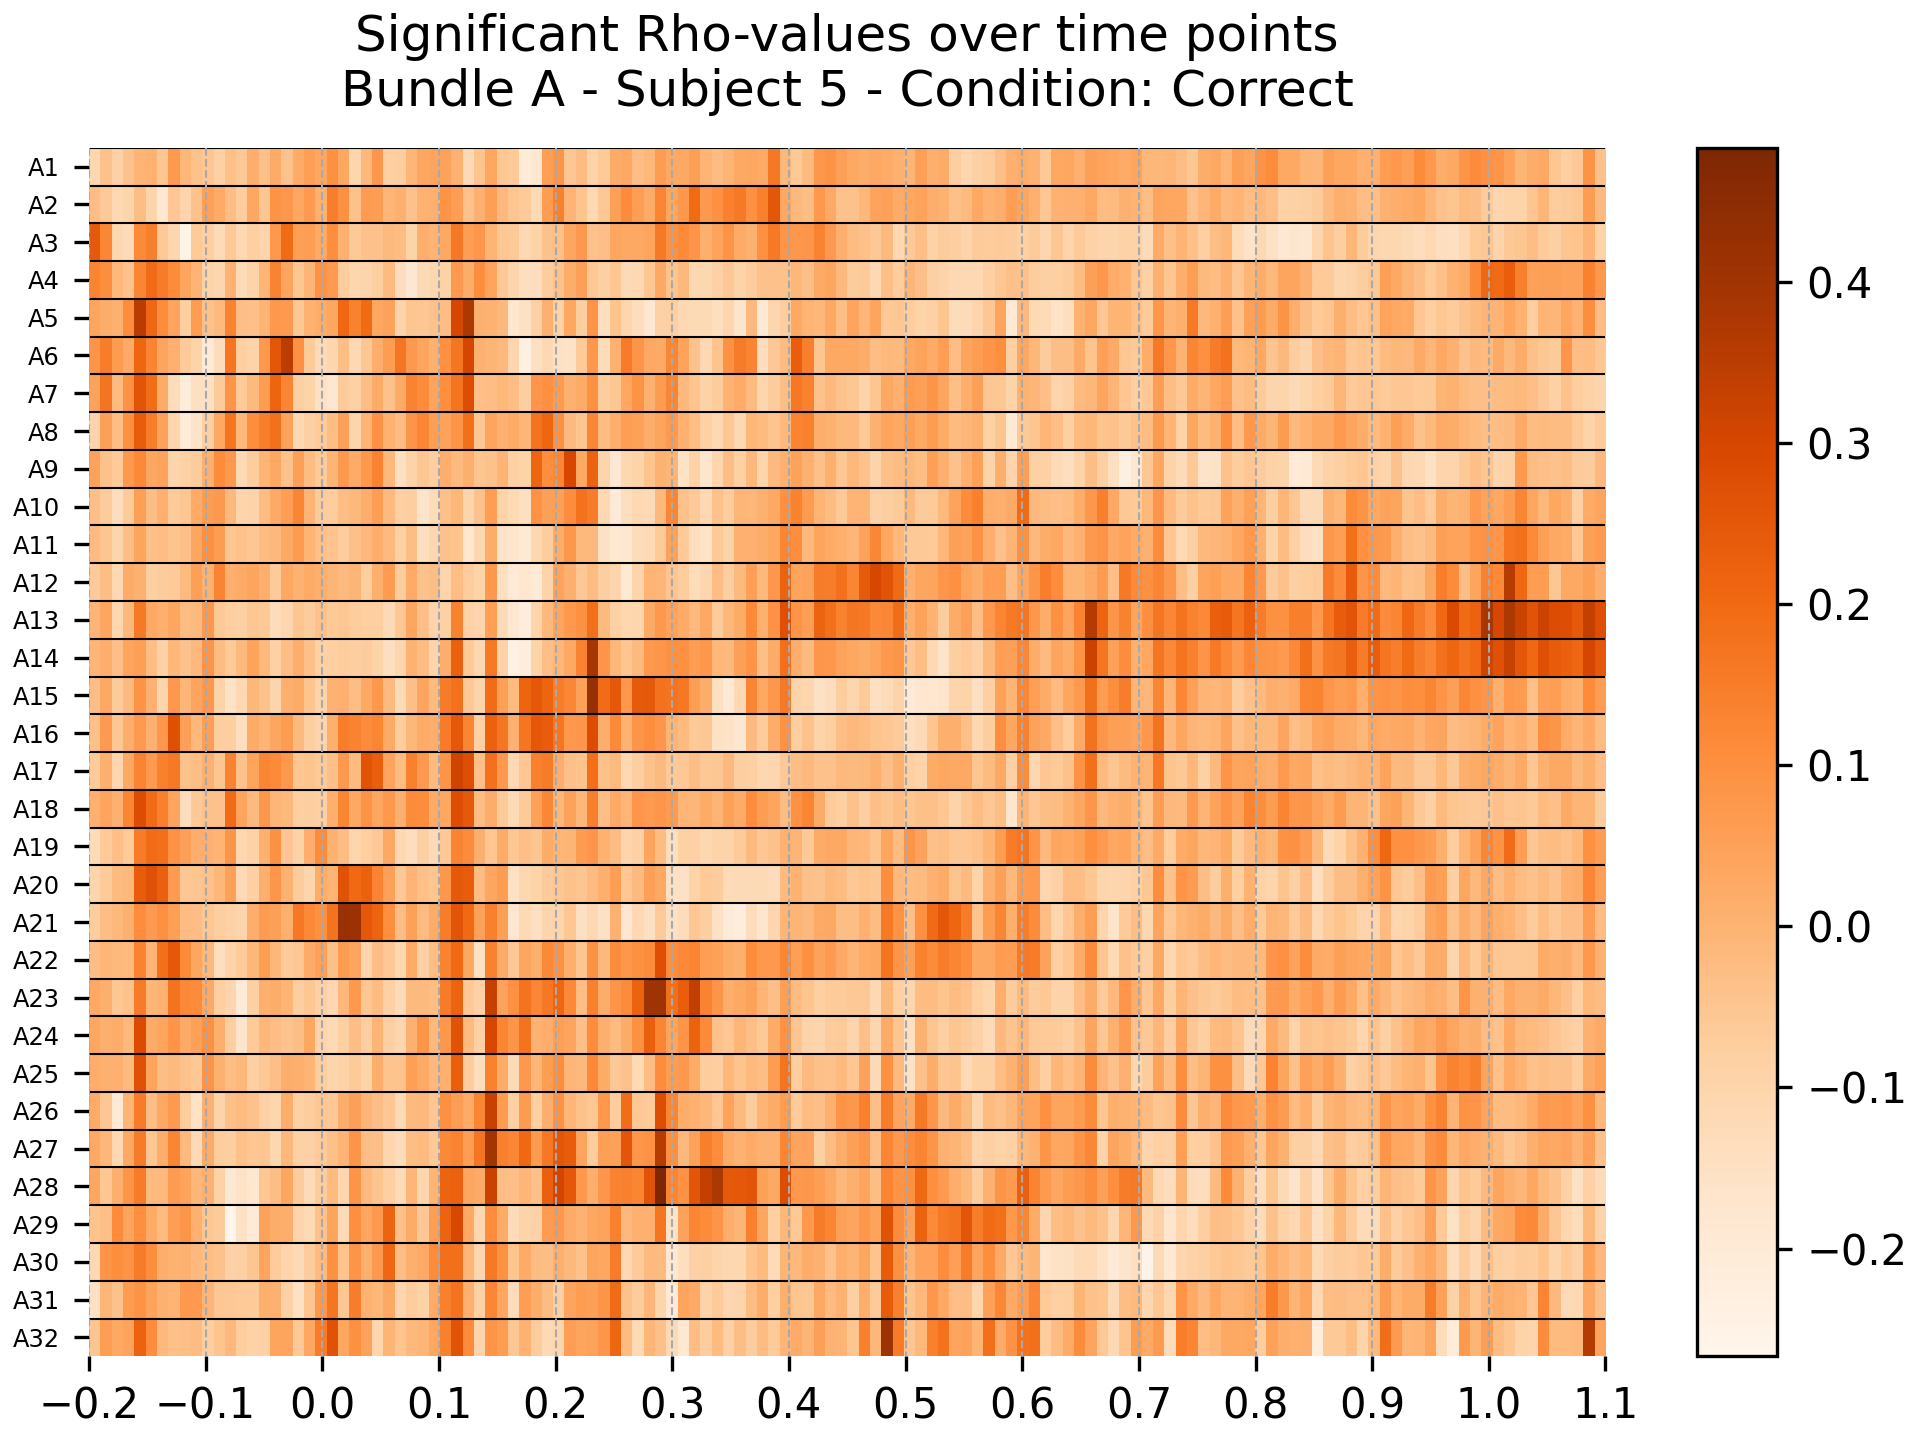 Significant Rho-values over time points
Bundle A - Subject 5 - Condition: Correct
A1
A2
A3
A4
A5
A6
A7
A8
A9
A10
A11
A12
A13
A14
A15
A16
A17
A18
A19
A20
A21
A22
A23
A24
A25
A26
A27
A28
A29
A30
A31
A32
−0.2 −0.1 0.0 0.1 0.2 0.3 0.4 0.5 0.6 0.7 0.8 0.9 1.0 1.1
0.4
0.3
0.2
0.1
0.0
−0.1
−0.2